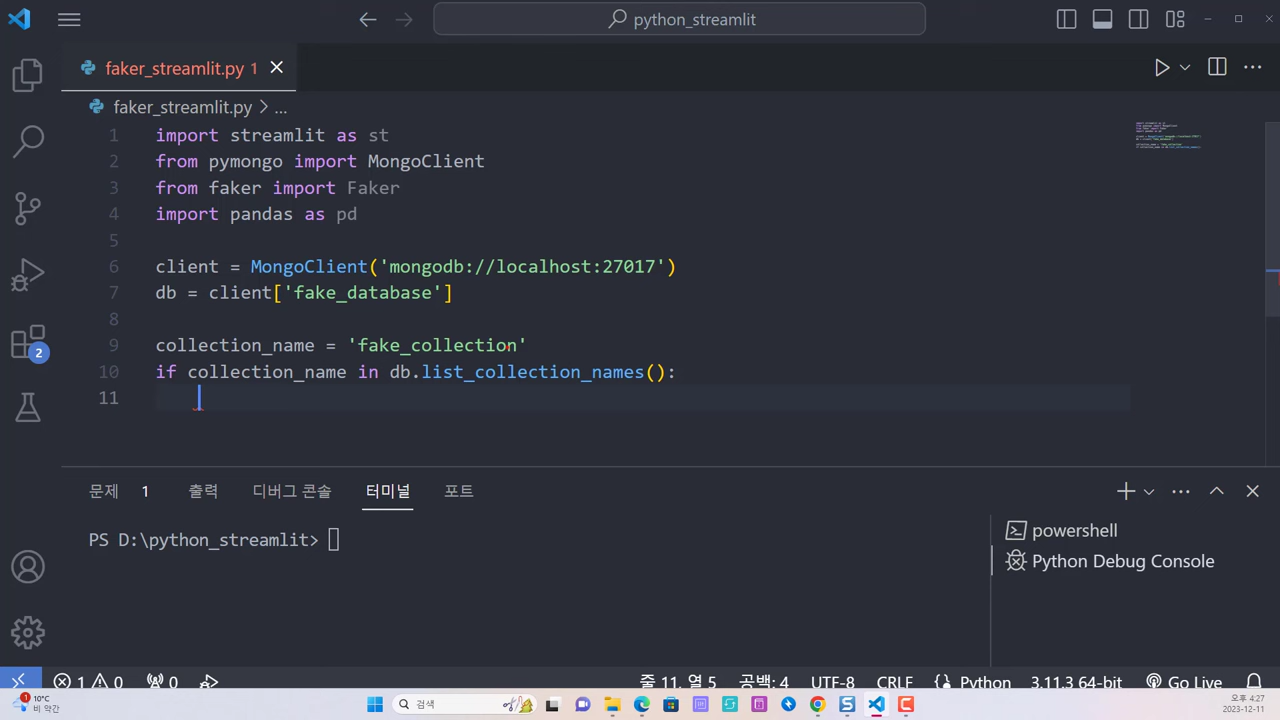 python_streamlit
faker_streamlit.py 1
faker_streamlit.py > ...
1 import streamlit as st
2 from pymongo import MongoClient
3 from faker import Faker
4 import pandas as pd
5
6 client = MongoClient('mongodb://localhost:27017')
7 db = client['fake_database']
8
9 collection_name = 'fake_collection'
10 if collection_name in db.list_collection_names():
11
문제 1 출력 디버그 콘솔 터미널 포트
PS D:\python_streamlit>
powershell
Python Debug Console
2
1 0 0 줄 11, 열 5 공백: 4 UTF-8 CRLF Python 3.11.3 64-bit Go Live
1 10°C
비 약간
검색
오후 4:27
2023-12-11